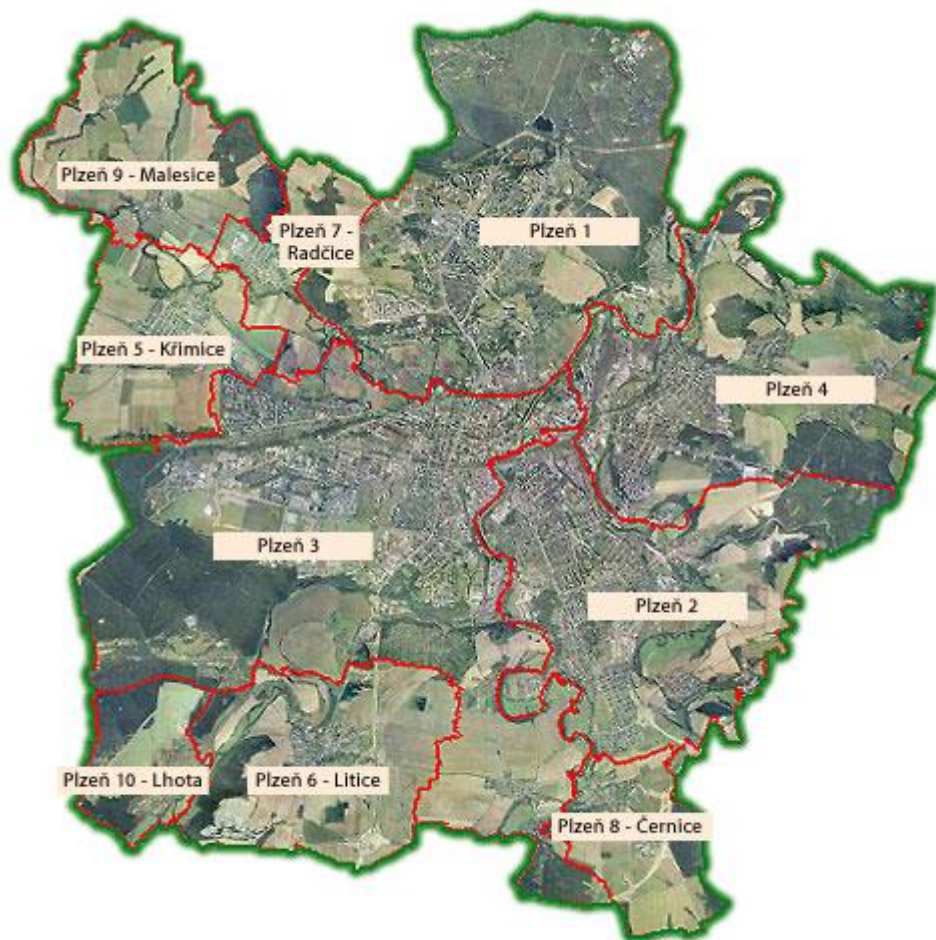 Plzeň 9 - Malesice
Plzeň 7 -
Radčice
Plzeň 1
Plzeň 5 - Křimice
Plzeň 4
Plzeň 3
Plzeň 2
Plzeň 10 - Lhota
Plzeň 6 - Litice
Plzeň 8 - Černice